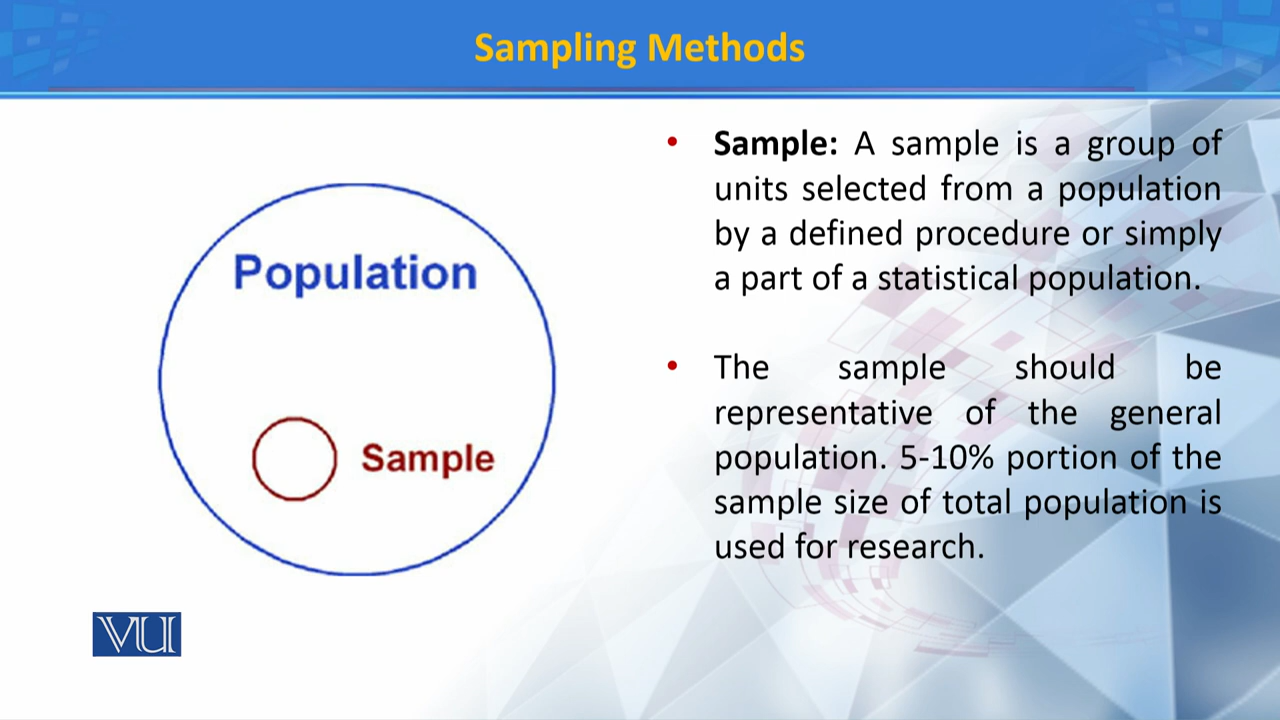 Sampling Methods
Population
Sample
• Sample: A sample is a group of
units selected from a population
by a defined procedure or simply
a part of a statistical population.
• The sample should be
representative of the general
population. 5-10% portion of the
sample size of total population is
used for research.
VU